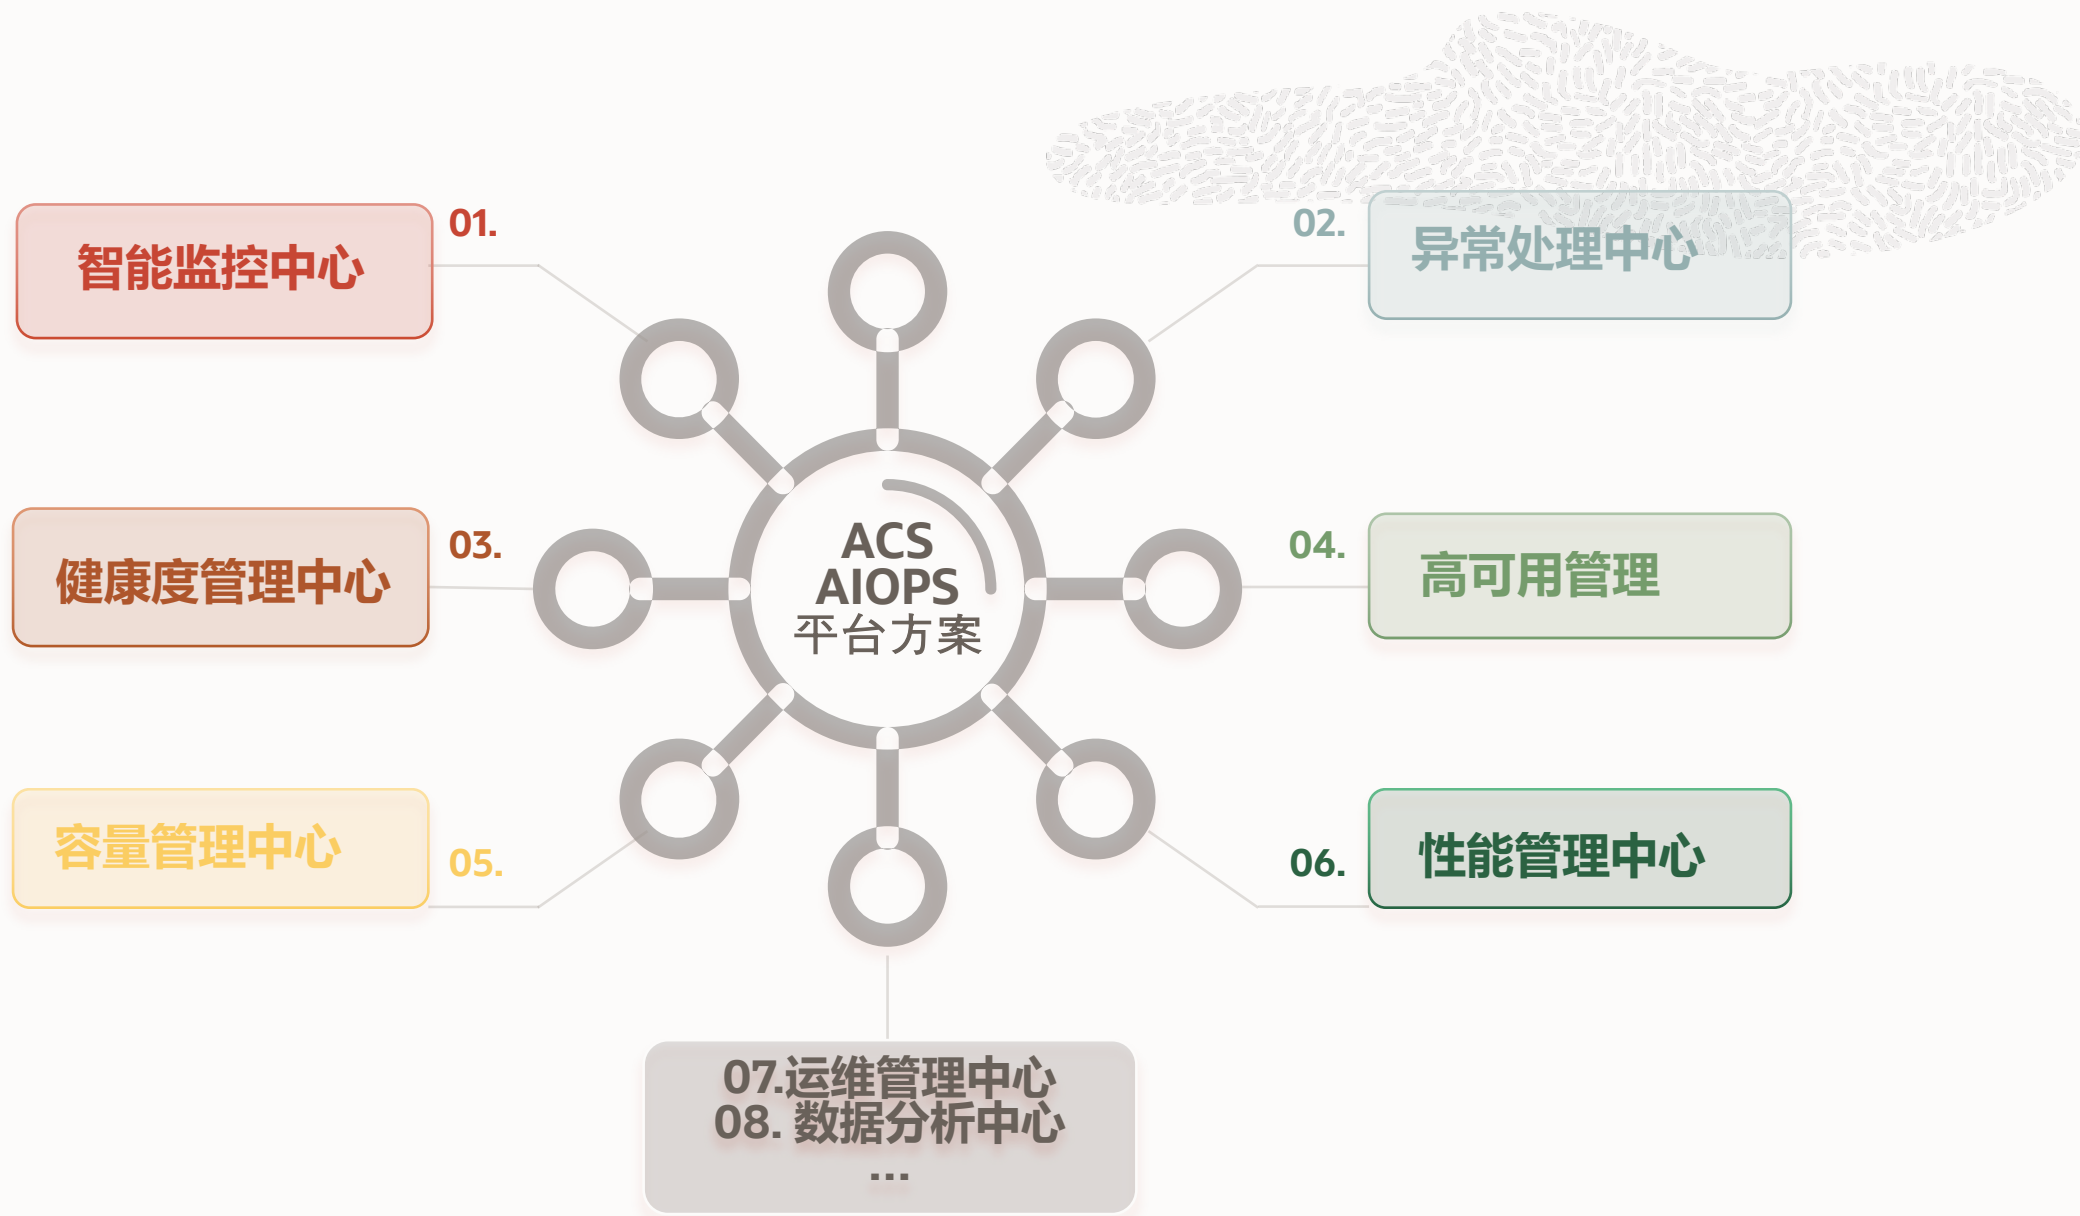 01.
智能监控中心
02.
异常处理中心
03.
健康度管理中心
ACS
AIOPS
平台方案
04.
高可用管理
容量管理中心
05.
06.
性能管理中心
07.运维管理中心
08. 数据分析中心
...